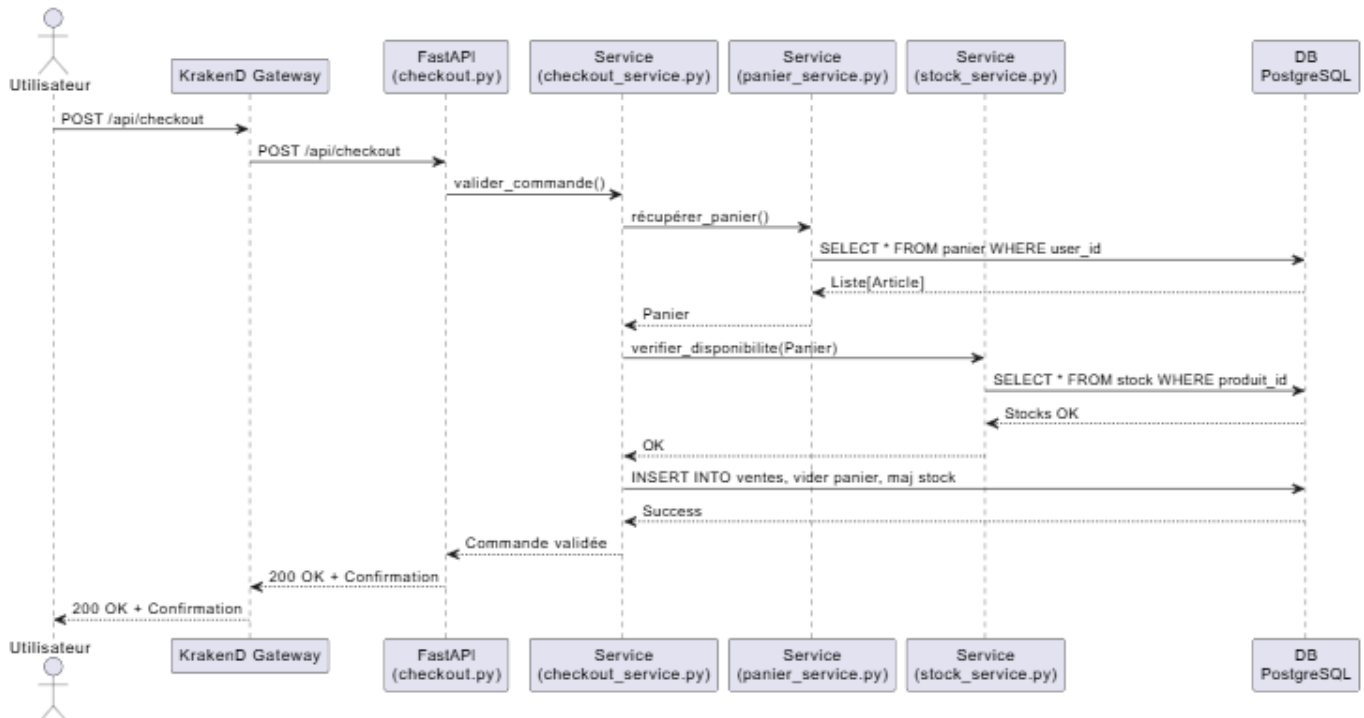 Utilisateur
KrakenD Gateway
FastAPI
(checkout.py)
Service
(checkout_service.py)
Service
(panier_service.py)
Service
(stock_service.py)
DB
PostgreSQL
POST /api/checkout
POST /api/checkout
valider_commande()
récupérer_panier()
SELECT * FROM panier WHERE user_id
Liste[Article]
Panier
verifier_disponibilite(Panier)
SELECT * FROM stock WHERE produit_id
Stocks OK
OK
INSERT INTO ventes, vider panier, maj stock
Success
Commande validée
200 OK + Confirmation
200 OK + Confirmation
Utilisateur
KrakenD Gateway
FastAPI
(checkout.py)
Service
(checkout_service.py)
Service
(panier_service.py)
Service
(stock_service.py)
DB
PostgreSQL